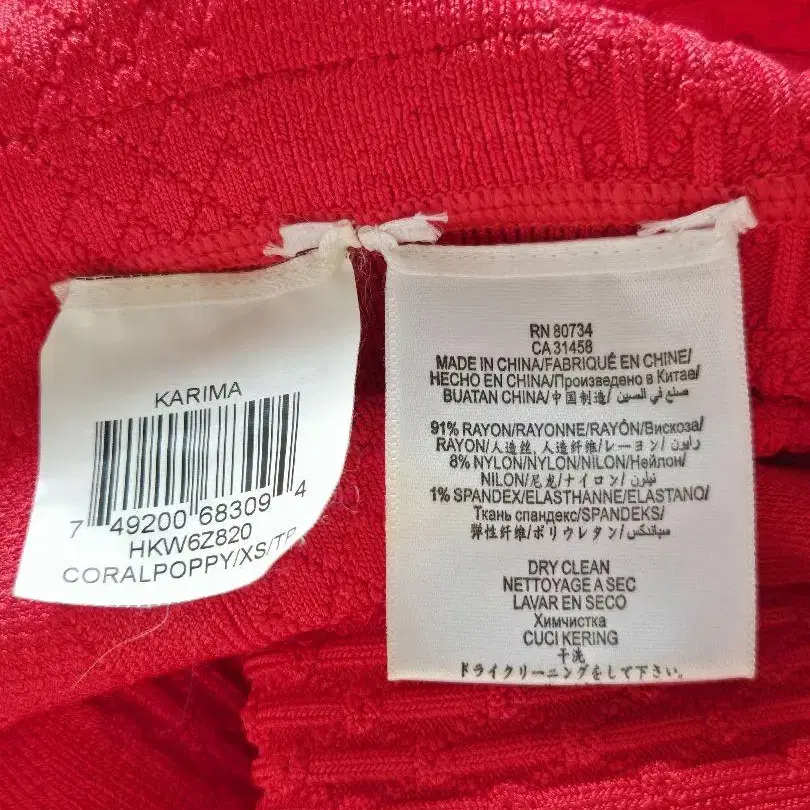 KARIMA
7 49200 68309 4
HKW6Z820
CORALPOPPY/XS/TP
RN 80734
CA 31458
MADE IN CHINA/FABRIQUÉ EN CHINE/
HECHO EN CHINA/Произведено в Китае/
BUATAN CHINA/中国制造/ صنع في الصين
91% RAYON/RAYONNE/RAYÓN/Вискоза/
RAYON/人造丝,人造纤维/レーヨン/ رايون
8% NYLON/NYLON/NILON/Нейлон/
NILON/尼龙/ナイロン/ نيلون
1% SPANDEX/ELASTHANNE/ELASTANO/
Ткань спандекс/SPANDEKS/
弹性纤维/ポリウレタン/ سباندكس
DRY CLEAN
NETTOYAGE A SEC
LAVAR EN SECO
Химчистка
CUCI KERING
干洗
ドライクリーニングをして下さい。